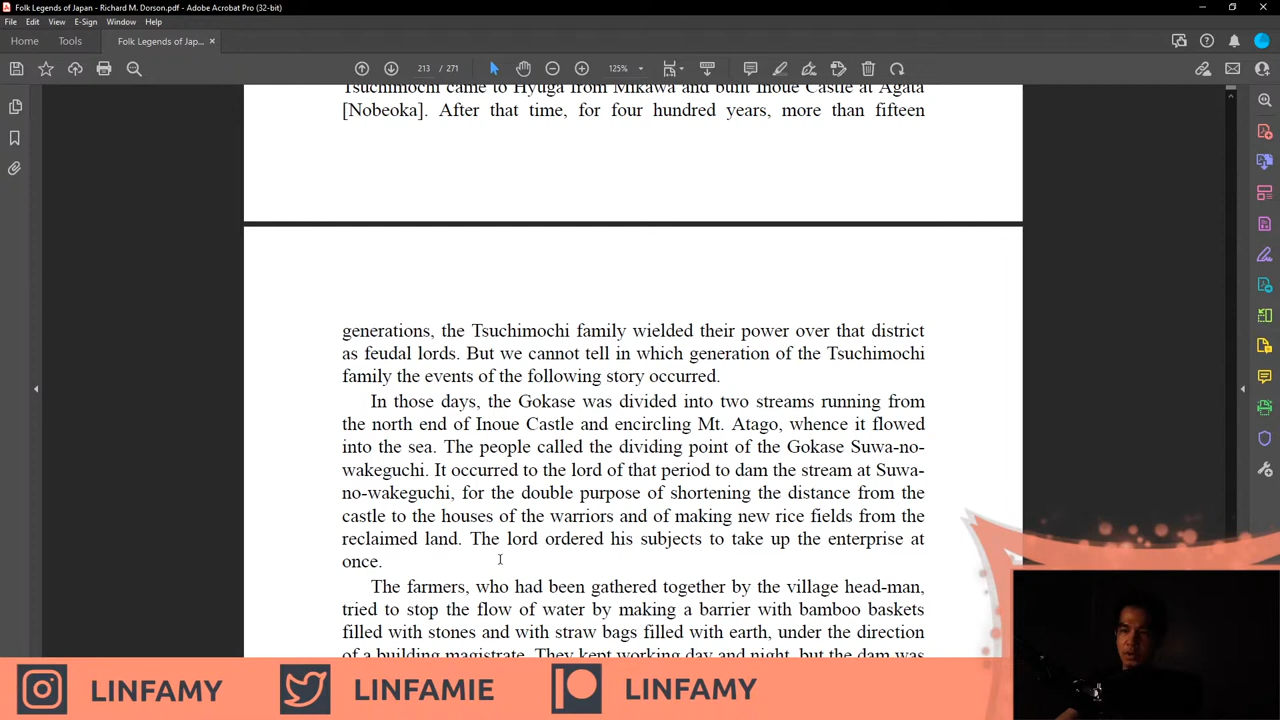 Folk Legends of Japan - Richard M. Dorson.pdf - Adobe Acrobat Pro (32-bit)
File Edit View E-Sign Window Help
Home Tools Folk Legends of Jap... ×
213 / 271 125%
Tsuchimochi came to Hyuga from Mikawa and built Inoue Castle at Agata
[Nobeoka]. After that time, for four hundred years, more than fifteen
generations, the Tsuchimochi family wielded their power over that district
as feudal lords. But we cannot tell in which generation of the Tsuchimochi
family the events of the following story occurred.
In those days, the Gokase was divided into two streams running from
the north end of Inoue Castle and encircling Mt. Atago, whence it flowed
into the sea. The people called the dividing point of the Gokase Suwa-no-
wakeguchi. It occurred to the lord of that period to dam the stream at Suwa-
no-wakeguchi, for the double purpose of shortening the distance from the
castle to the houses of the warriors and of making new rice fields from the
reclaimed land. The lord ordered his subjects to take up the enterprise at
once.
The farmers, who had been gathered together by the village head-man,
tried to stop the flow of water by making a barrier with bamboo baskets
filled with stones and with straw bags filled with earth, under the direction
of a building magistrate. They kept working day and night, but the dam was
LINFAMY LINFAMIE LINFAMY